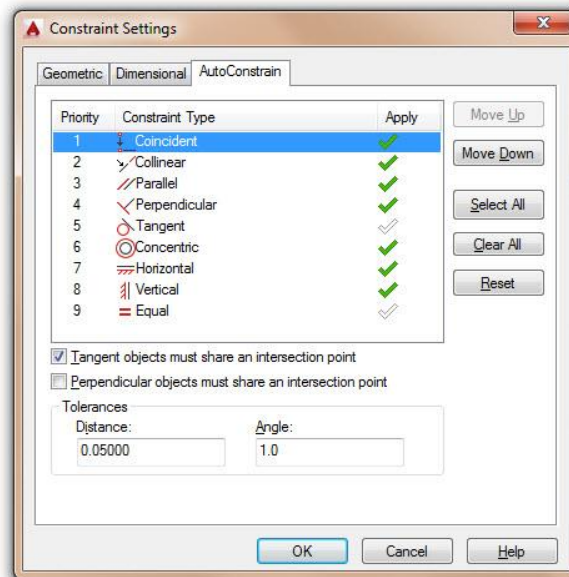 Constraint Settings
Geometric Dimensional AutoConstrain
Priority Constraint Type Apply
1 Coincident
2 Collinear
3 Parallel
4 Perpendicular
5 Tangent
6 Concentric
7 Horizontal
8 Vertical
9 Equal
Move Up
Move Down
Select All
Clear All
Reset
Tangent objects must share an intersection point
Perpendicular objects must share an intersection point
Tolerances
Distance: Angle:
0.05000 1.0
OK Cancel Help